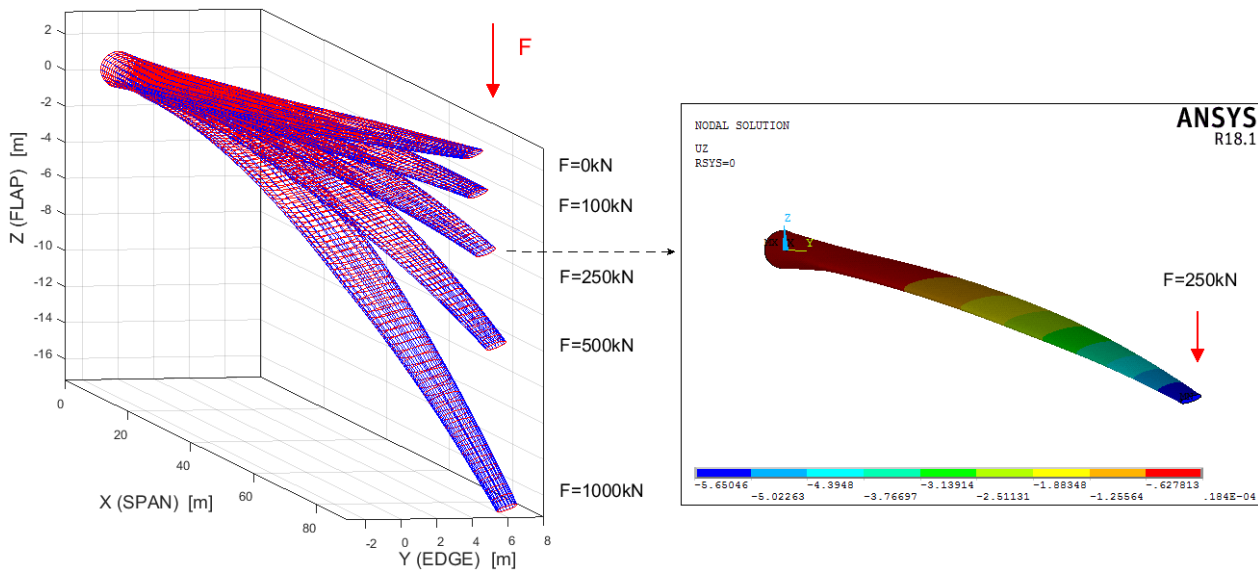 F
2
0
-2
-4
-6
-8
-10
-12
-14
-16
Z (FLAP) [m]
0
20
40
60
80
X (SPAN) [m]
-2
0
2
4
6
8
Y (EDGE) [m]
F=0kN
F=100kN
F=250kN
F=500kN
F=1000kN
NODAL SOLUTION
UZ
RSYS=0
ANSYS
R18.1
Z
Y
F=250kN
-5.65046
-5.02263
-4.3948
-3.76697
-3.13914
-2.51131
-1.88348
-1.25564
-.627813
.184E-04